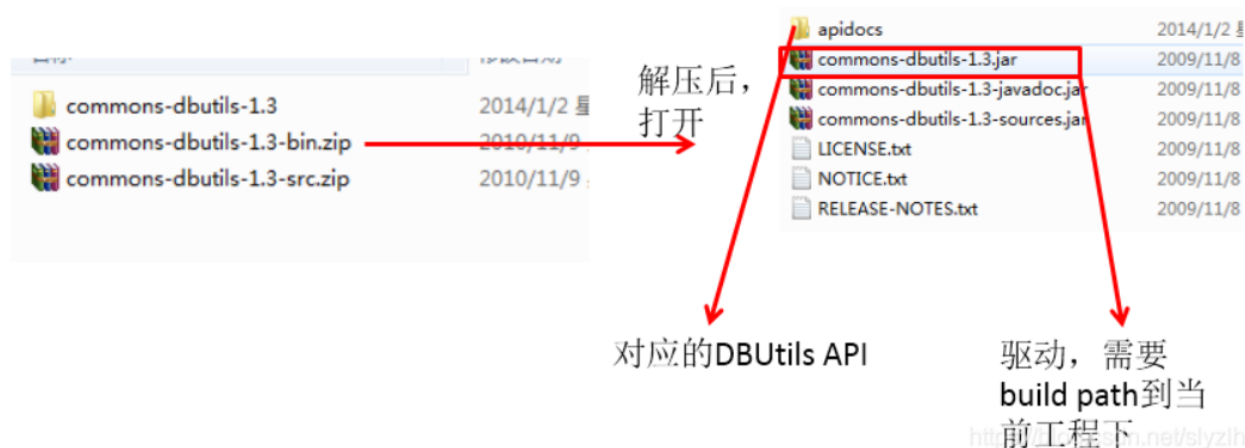 commons-dbutils-1.3
2014/1/2 星
commons-dbutils-1.3-bin.zip
2010/11/9
commons-dbutils-1.3-src.zip
2010/11/9
解压后，
打开
apidocs
2014/1/2
commons-dbutils-1.3.jar
2009/11/8
commons-dbutils-1.3-javadoc.jar
2009/11/8
commons-dbutils-1.3-sources.jar
2009/11/8
LICENSE.txt
2009/11/8
NOTICE.txt
2009/11/8
RELEASE-NOTES.txt
2009/11/8
对应的DBUtils API
驱动，需要
build path到当
前工程下